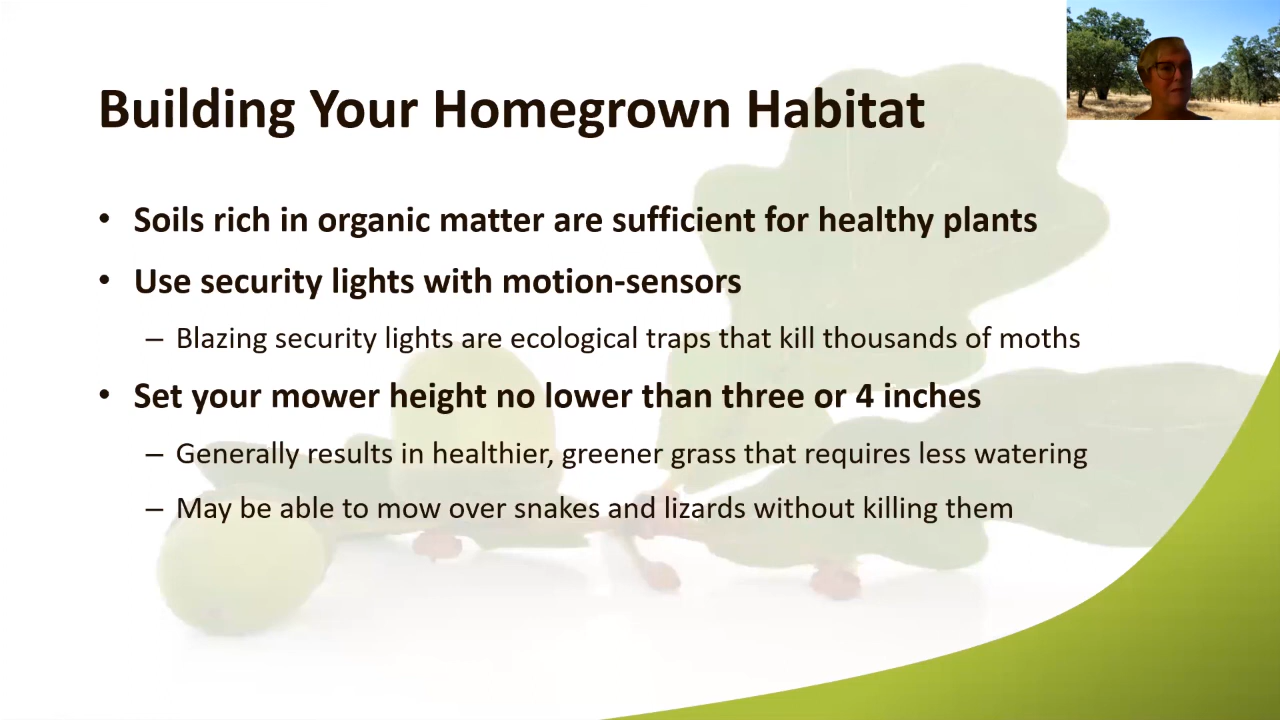 Building Your Homegrown Habitat
• Soils rich in organic matter are sufficient for healthy plants
• Use security lights with motion-sensors
– Blazing security lights are ecological traps that kill thousands of moths
• Set your mower height no lower than three or 4 inches
– Generally results in healthier, greener grass that requires less watering
– May be able to mow over snakes and lizards without killing them